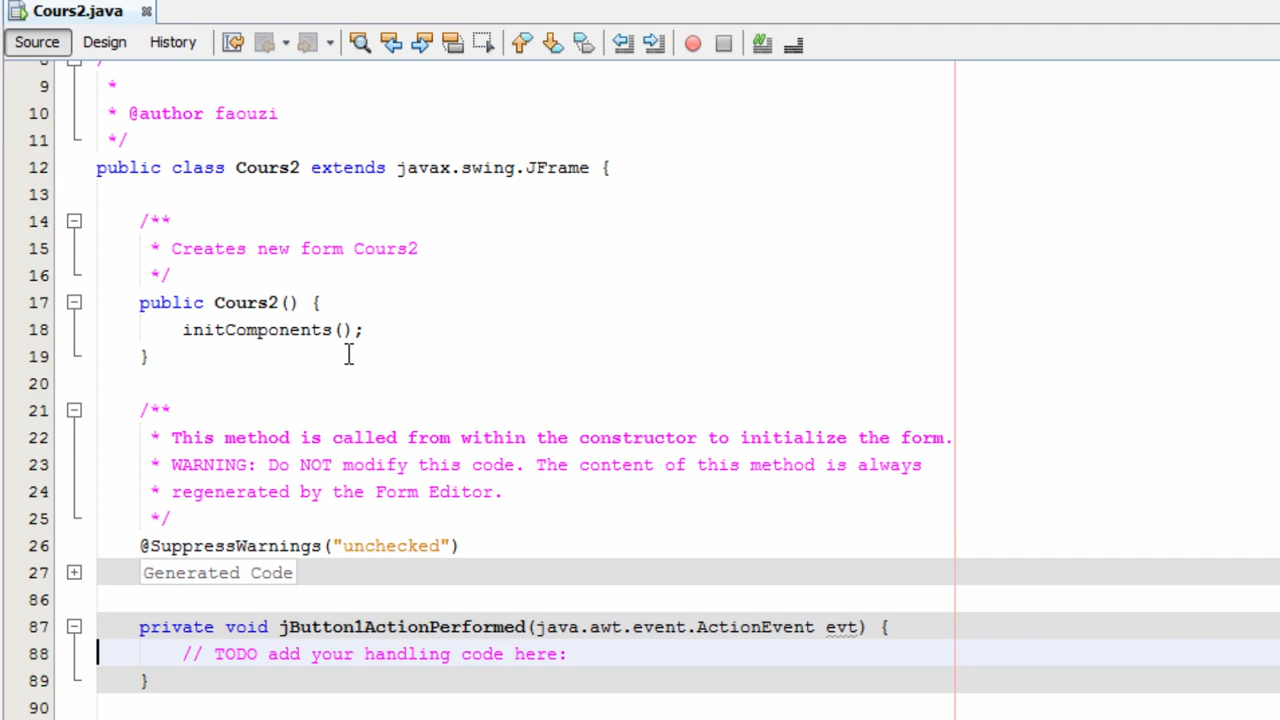 Cours2.java
Source Design History
9 *
10 * @author faouzi
11 */
12 public class Cours2 extends javax.swing.JFrame {
13
14 /**
15 * Creates new form Cours2
16 */
17 public Cours2() {
18 initComponents();
19 }
20
21 /**
22 * This method is called from within the constructor to initialize the form.
23 * WARNING: Do NOT modify this code. The content of this method is always
24 * regenerated by the Form Editor.
25 */
26 @SuppressWarnings("unchecked")
27 Generated Code
86
87 private void jButton1ActionPerformed(java.awt.event.ActionEvent evt) {
88 // TODO add your handling code here:
89 }
90